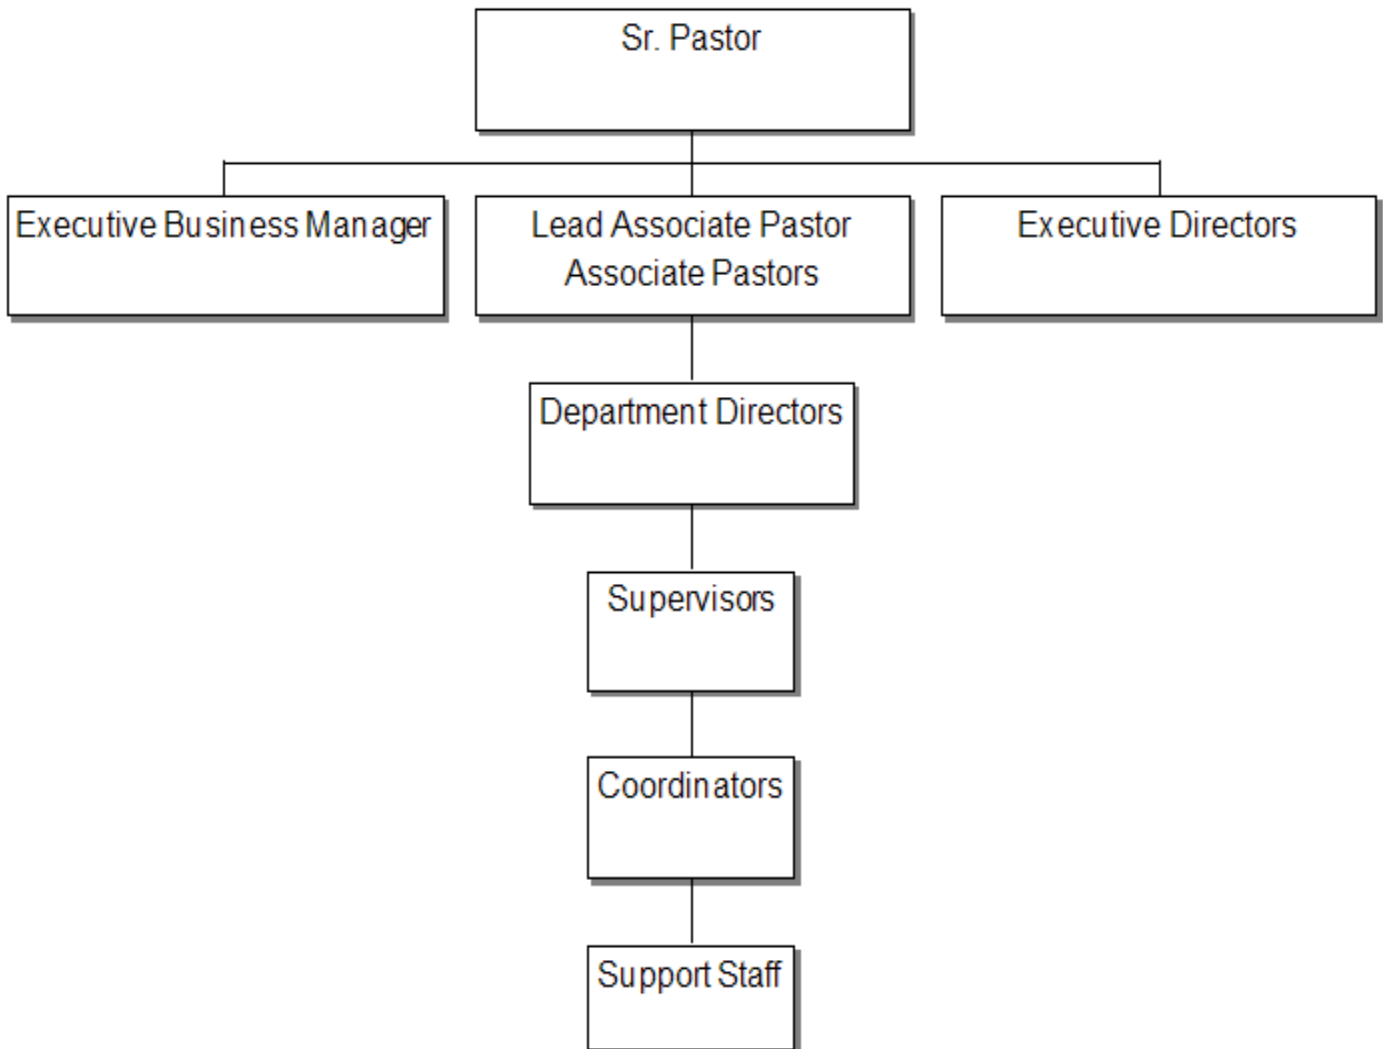 Sr. Pastor
Executive Business Manager
Lead Associate Pastor
Associate Pastors
Executive Directors
Department Directors
Supervisors
Coordinators
Support Staff